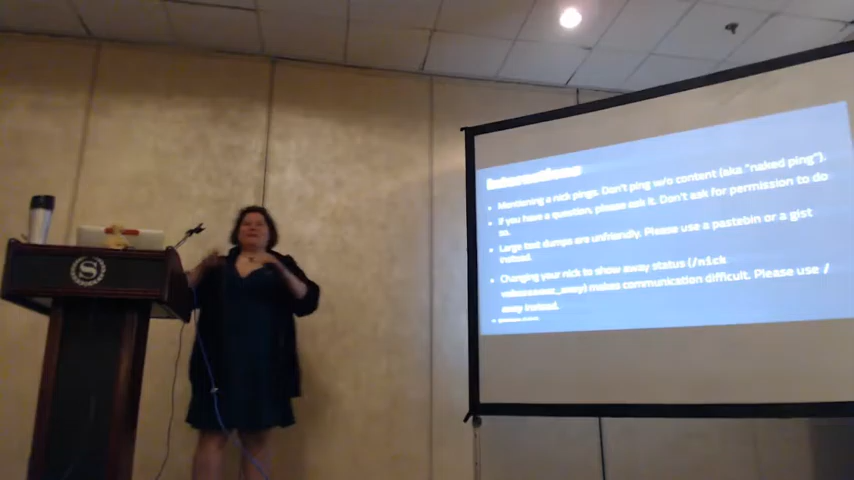 Interactions
• Mentioning a nick pings. Don't ping w/o content (aka "naked ping").
• If you have a question, please ask it. Don't ask for permission to do
so.
• Large text dumps are unfriendly. Please use a pastebin or a gist
instead.
• Changing your nick to show away status (/nick
makes communication difficult. Please use /
away instead.
S